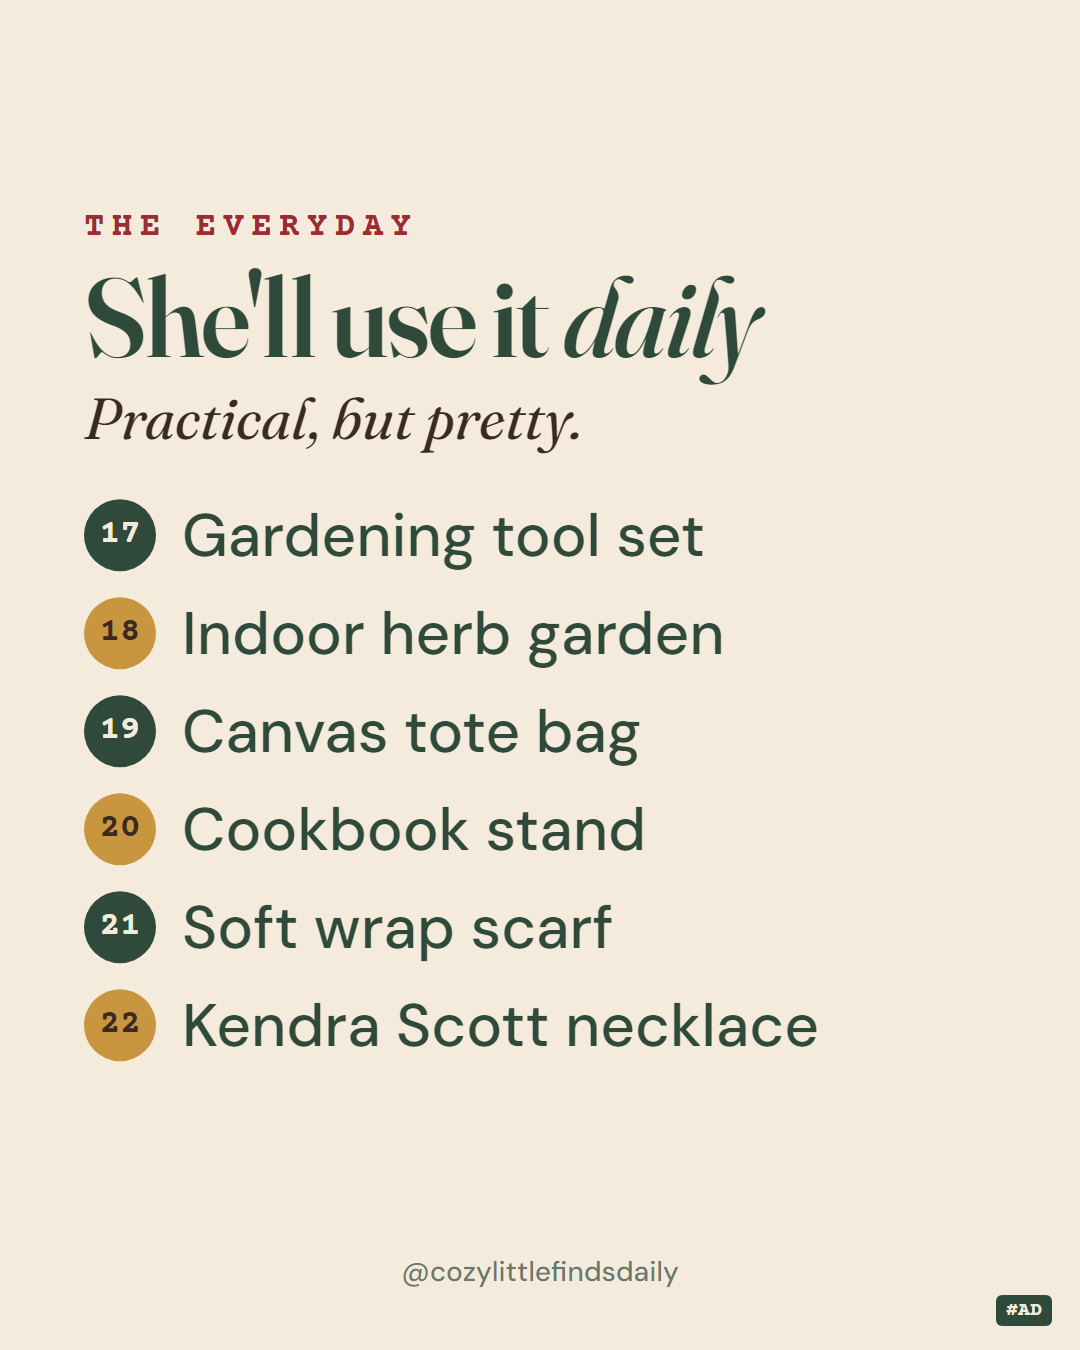 THE EVERYDAY
She'll use it daily
Practical, but pretty.
17 Gardening tool set
18 Indoor herb garden
19 Canvas tote bag
20 Cookbook stand
21 Soft wrap scarf
22 Kendra Scott necklace
@cozylittlefindsdaily
#AD